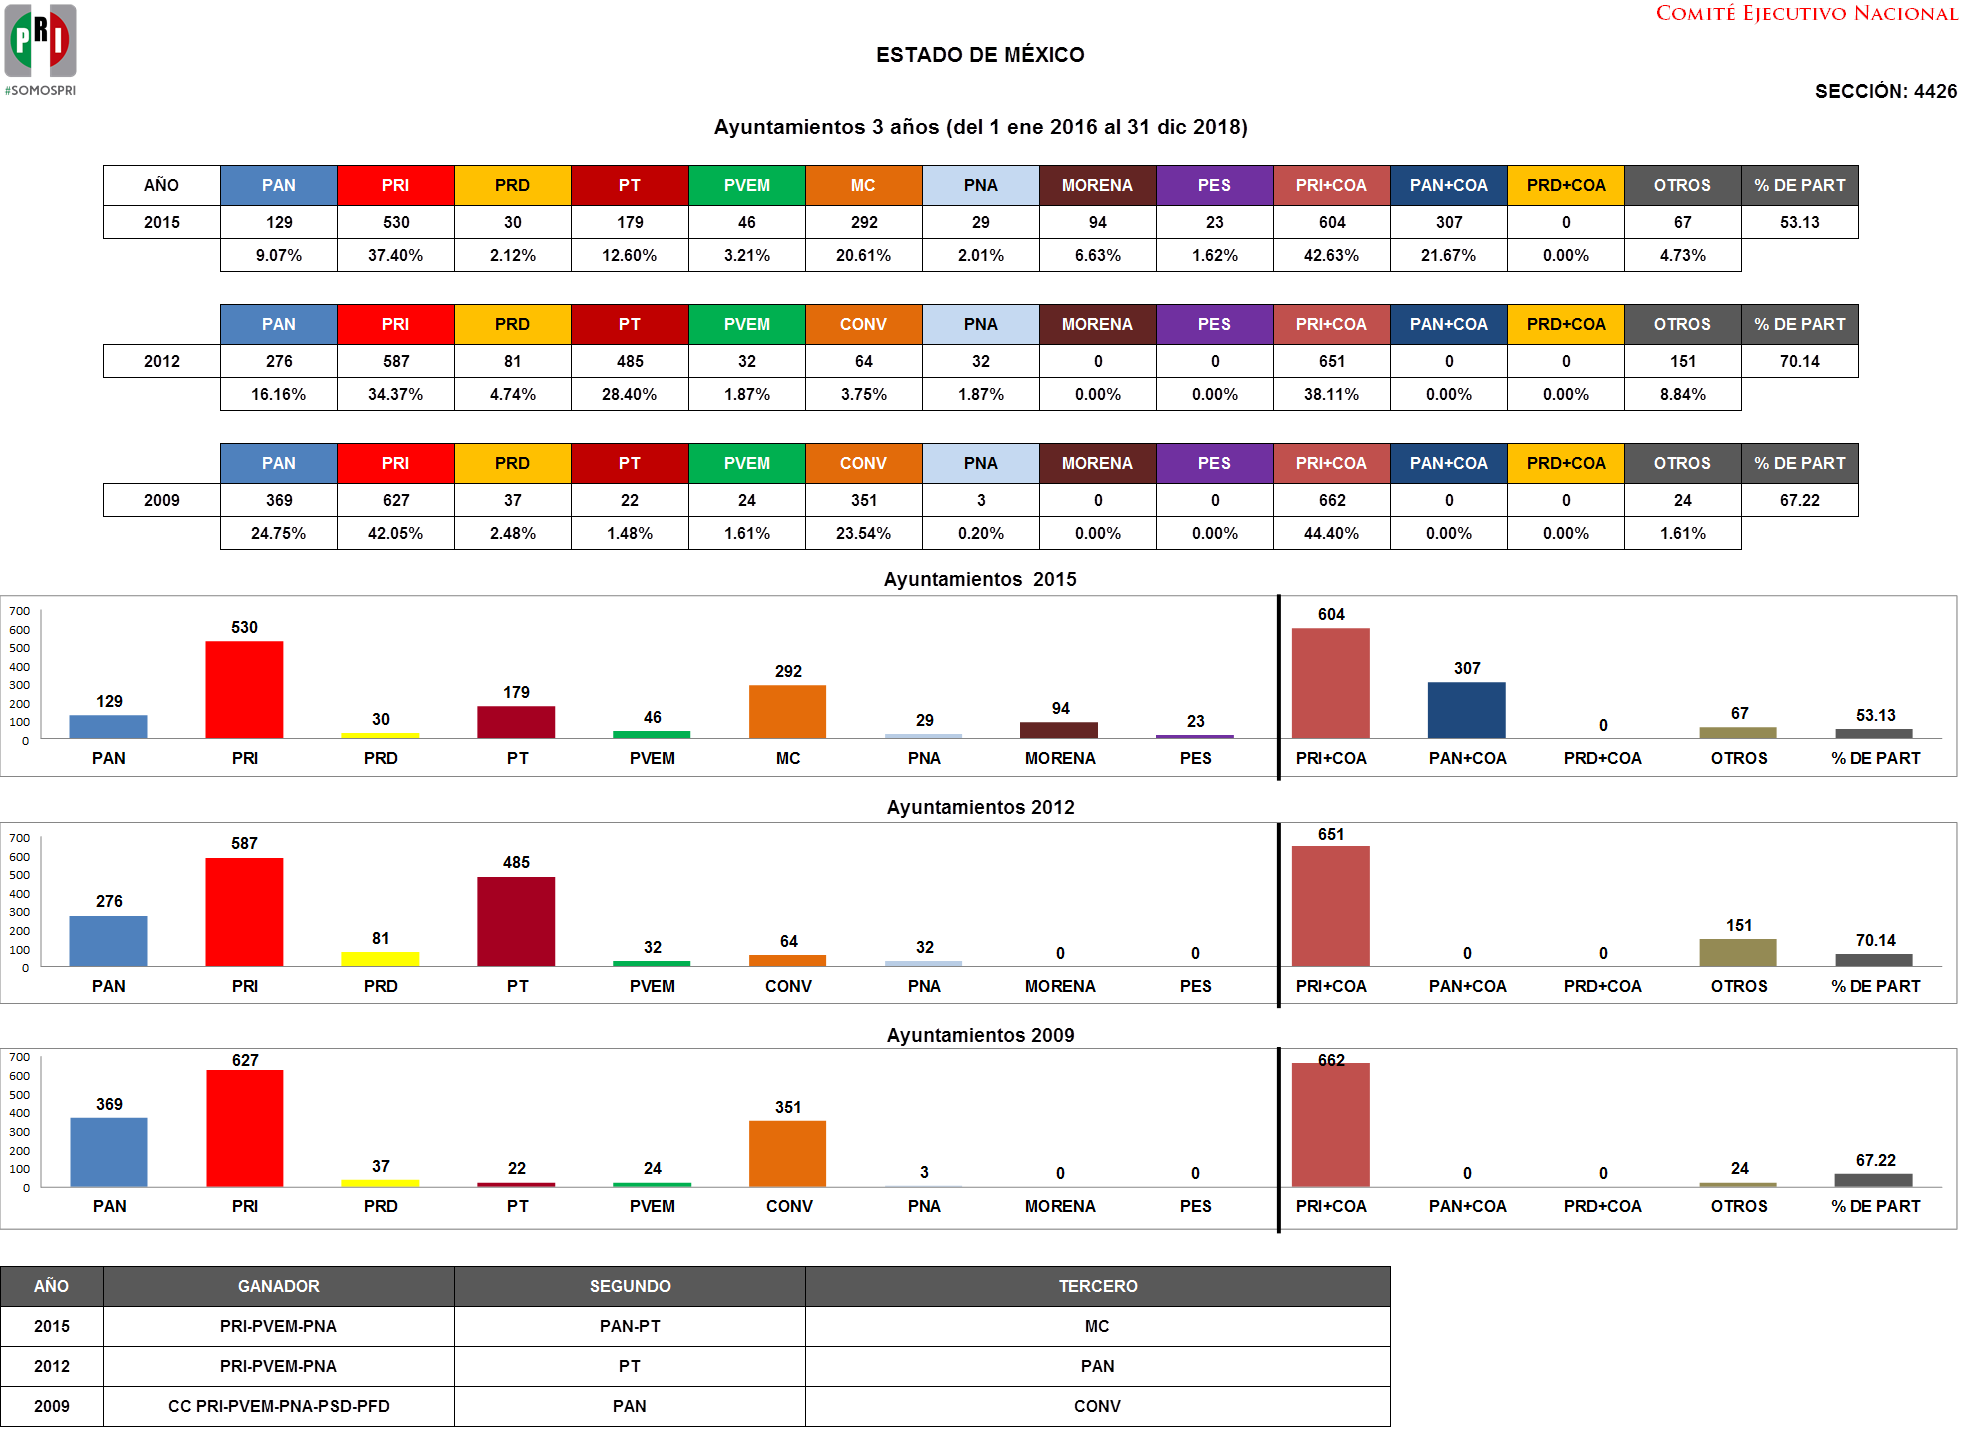 PRI
#SOMOSPRI
COMITÉ EJECUTIVO NACIONAL
ESTADO DE MÉXICO
SECCIÓN: 4426
Ayuntamientos 3 años (del 1 ene 2016 al 31 dic 2018)
AÑO PAN PRI PRD PT PVEM MC PNA MORENA PES PRI+COA PAN+COA PRD+COA OTROS % DE PART
2015 129 530 30 179 46 292 29 94 23 604 307 0 67 53.13
9.07% 37.40% 2.12% 12.60% 3.21% 20.61% 2.01% 6.63% 1.62% 42.63% 21.67% 0.00% 4.73%
PAN PRI PRD PT PVEM CONV PNA MORENA PES PRI+COA PAN+COA PRD+COA OTROS % DE PART
2012 276 587 81 485 32 64 32 0 0 651 0 0 151 70.14
16.16% 34.37% 4.74% 28.40% 1.87% 3.75% 1.87% 0.00% 0.00% 38.11% 0.00% 0.00% 8.84%
PAN PRI PRD PT PVEM CONV PNA MORENA PES PRI+COA PAN+COA PRD+COA OTROS % DE PART
2009 369 627 37 22 24 351 3 0 0 662 0 0 24 67.22
24.75% 42.05% 2.48% 1.48% 1.61% 23.54% 0.20% 0.00% 0.00% 44.40% 0.00% 0.00% 1.61%
Ayuntamientos 2015
700
600
500
400
300
200
100
0
129 530 30 179 46 292 29 94 23 604 307 0 67 53.13
PAN PRI PRD PT PVEM MC PNA MORENA PES PRI+COA PAN+COA PRD+COA OTROS % DE PART
Ayuntamientos 2012
700
600
500
400
300
200
100
0
276 587 81 485 32 64 32 0 0 651 0 0 151 70.14
PAN PRI PRD PT PVEM CONV PNA MORENA PES PRI+COA PAN+COA PRD+COA OTROS % DE PART
Ayuntamientos 2009
700
600
500
400
300
200
100
0
369 627 37 22 24 351 3 0 0 662 0 0 24 67.22
PAN PRI PRD PT PVEM CONV PNA MORENA PES PRI+COA PAN+COA PRD+COA OTROS % DE PART
AÑO GANADOR SEGUNDO TERCERO
2015 PRI-PVEM-PNA PAN-PT MC
2012 PRI-PVEM-PNA PT PAN
2009 CC PRI-PVEM-PNA-PSD-PFD PAN CONV